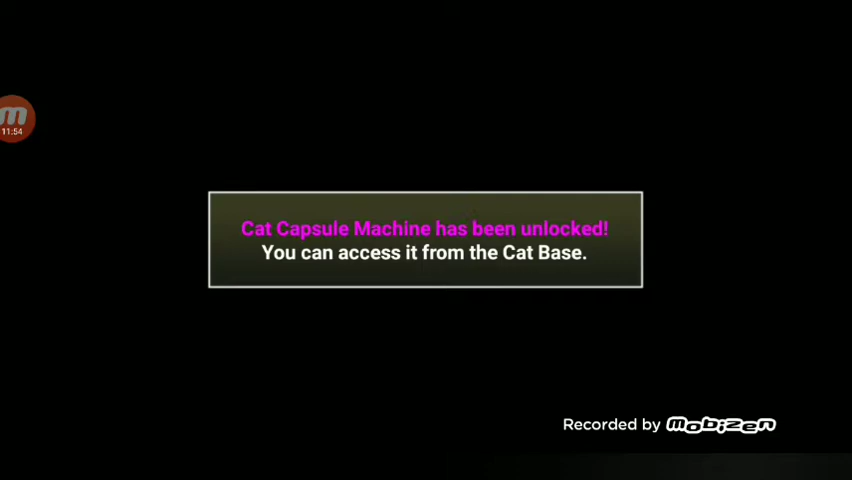 M
11:54
Cat Capsule Machine has been unlocked!
You can access it from the Cat Base.
Recorded by mobizen